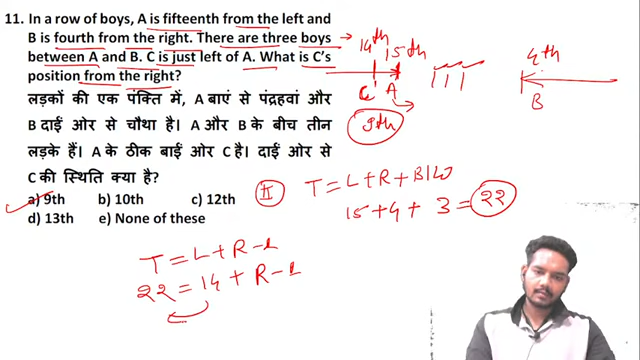 11. In a row of boys, A is fifteenth from the left and
B is fourth from the right. There are three boys
between A and B. C is just left of A. What is C's
position from the right?
लड़कों की एक पंक्ति में, A बाएं से पंद्रहवां और
B दाईं ओर से चौथा है। A और B के बीच तीन
लड़के हैं। A के ठीक बाईं ओर C है। दाईं ओर से
C की स्थिति क्या है?
a) 9th b) 10th c) 12th
d) 13th e) None of these
14th 15th
C A
9th
4th
B
II T = L + R + B/W
15 + 4 + 3 = 22
T = L + R - 1
22 = 14 + R - 1